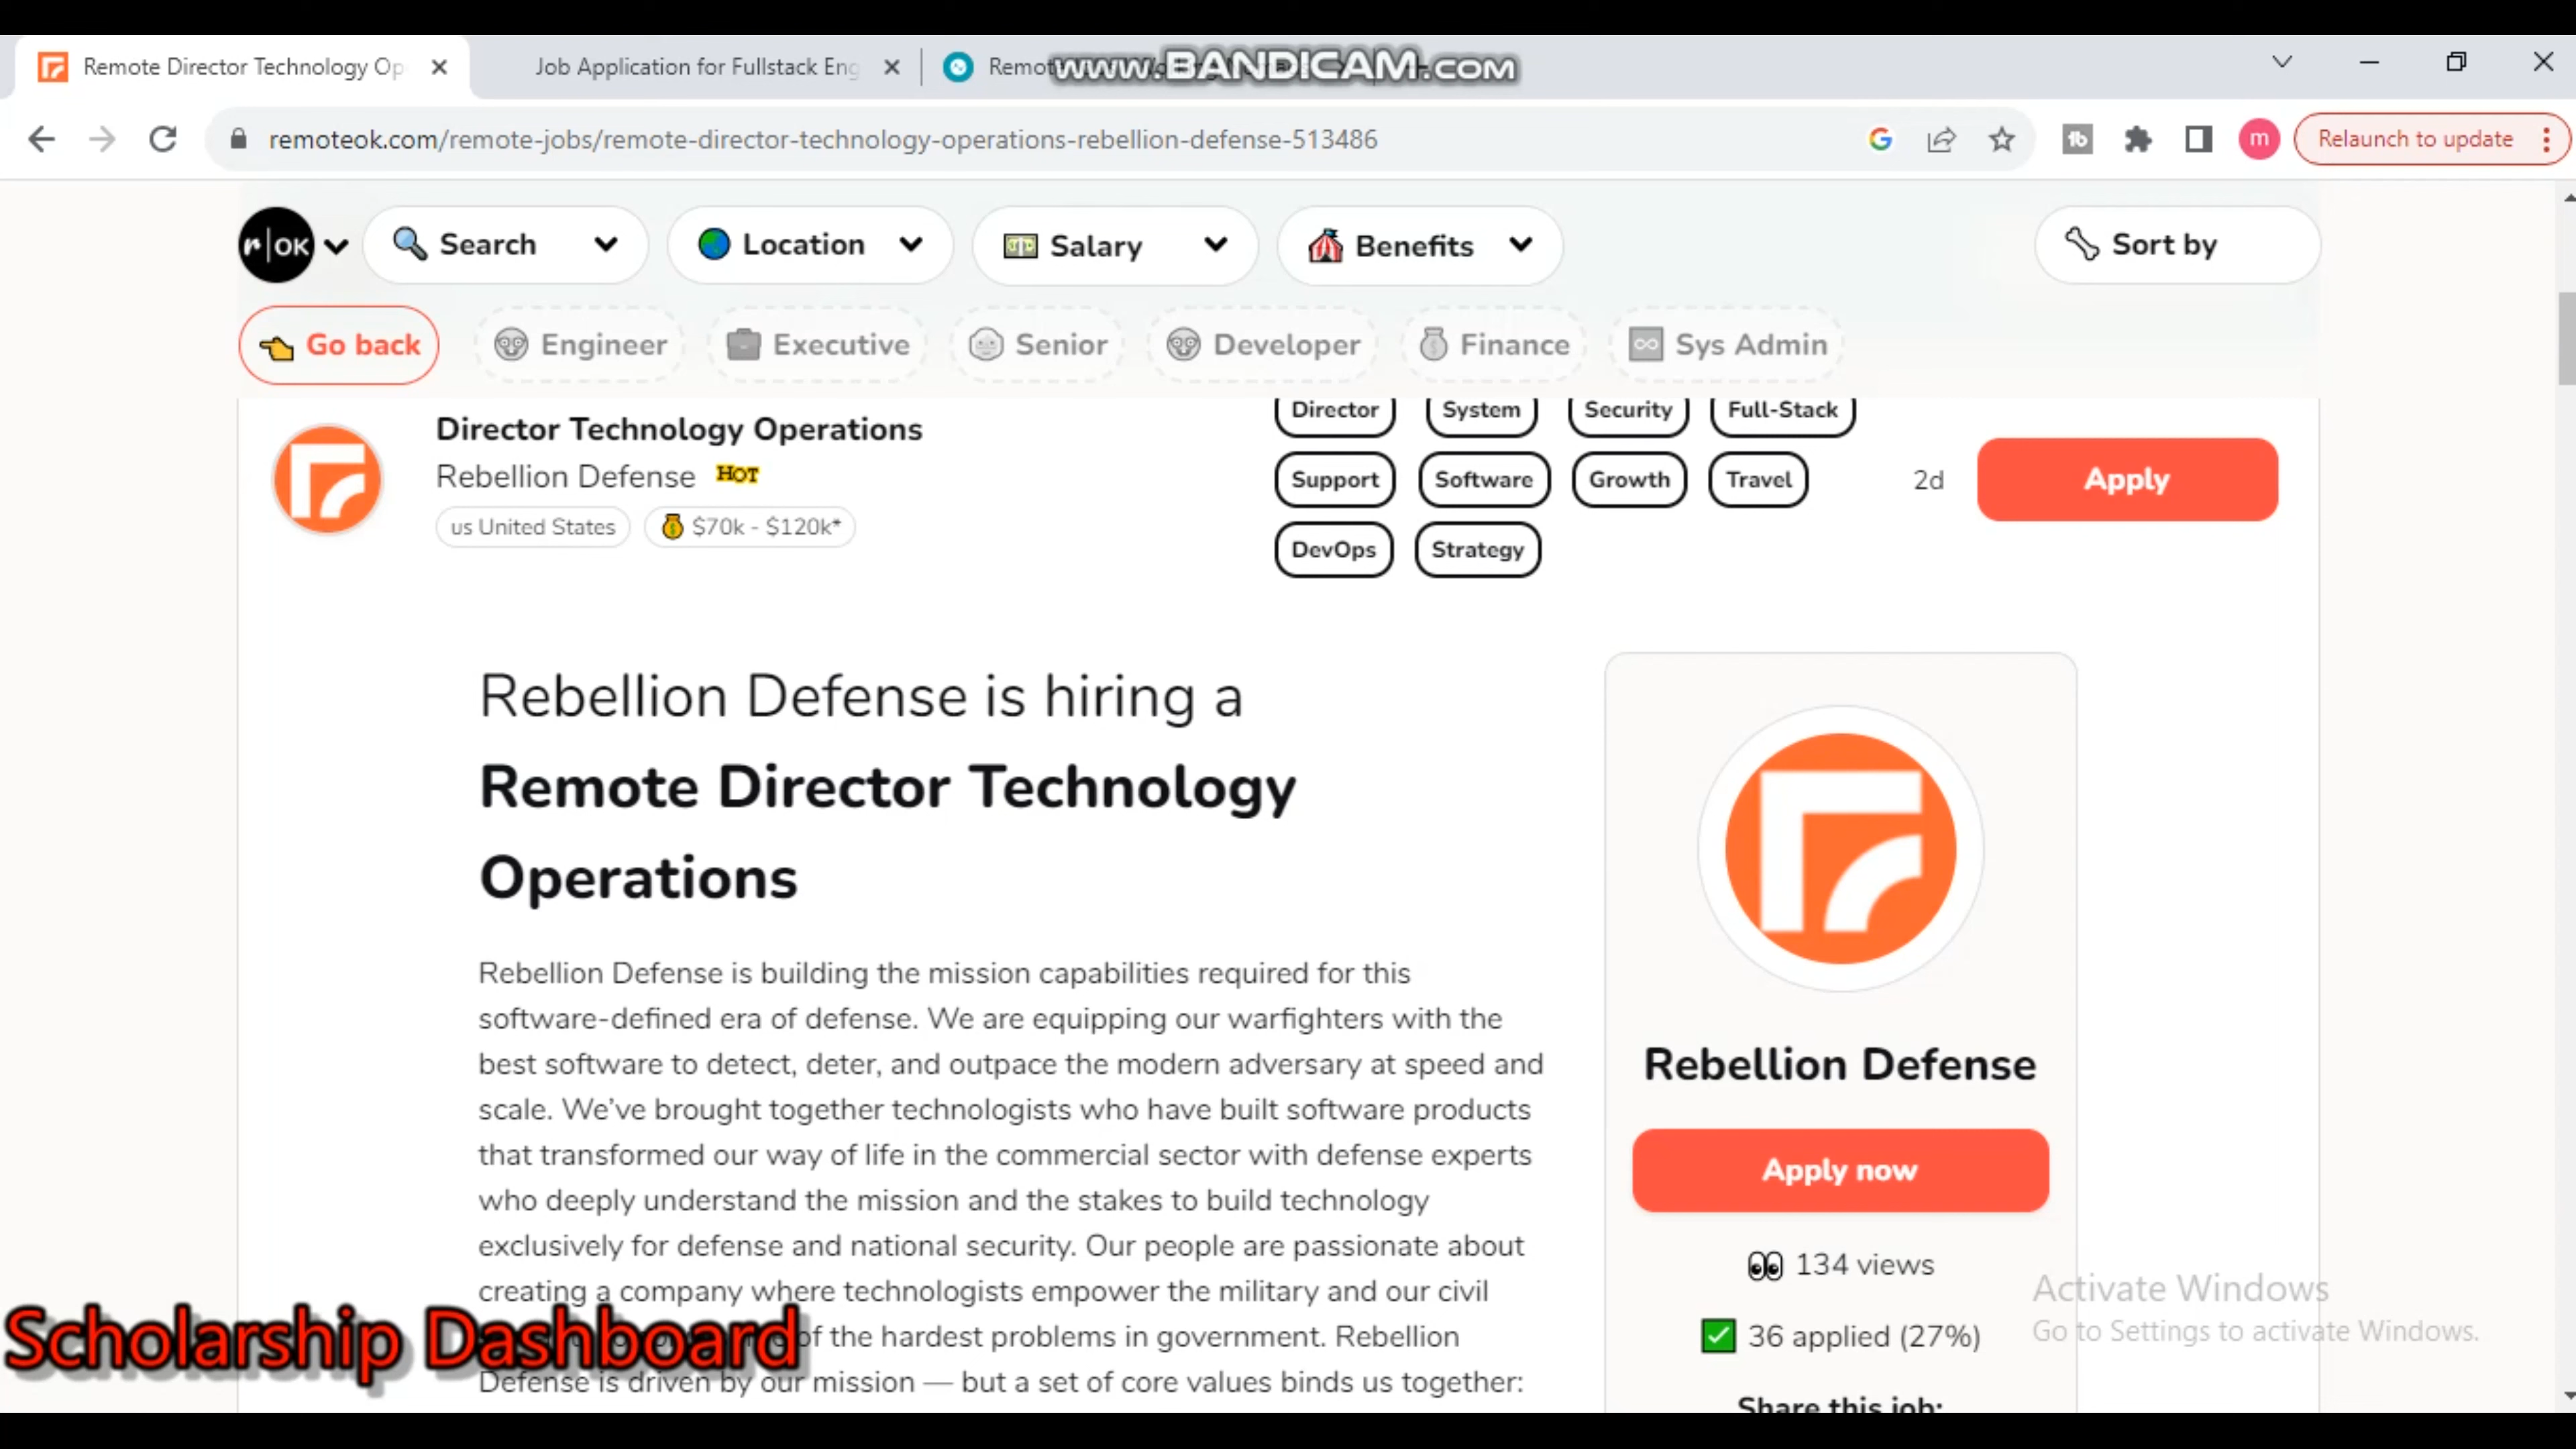 www.BANDICAM.com
Remote Director Technology Op
Job Application for Fullstack Eng
Remot
remoteok.com/remote-jobs/remote-director-technology-operations-rebellion-defense-513486
Relaunch to update
m
r|OK
Search
Location
Salary
Benefits
Sort by
Go back
Engineer
Executive
Senior
Developer
Finance
Sys Admin
Director Technology Operations
Rebellion Defense HOT
us United States
$70k - $120k*
Director System Security Full-Stack
Support Software Growth Travel
DevOps Strategy
2d
Apply
Rebellion Defense is hiring a
Remote Director Technology
Operations
Rebellion Defense is building the mission capabilities required for this
software-defined era of defense. We are equipping our warfighters with the
best software to detect, deter, and outpace the modern adversary at speed and
scale. We've brought together technologists who have built software products
that transformed our way of life in the commercial sector with defense experts
who deeply understand the mission and the stakes to build technology
exclusively for defense and national security. Our people are passionate about
creating a company where technologists empower the military and our civil
of the hardest problems in government. Rebellion
Defense is driven by our mission — but a set of core values binds us together:
Rebellion Defense
Apply now
134 views
36 applied (27%)
Share this job:
Activate Windows
Go to Settings to activate Windows.
Scholarship Dashboard